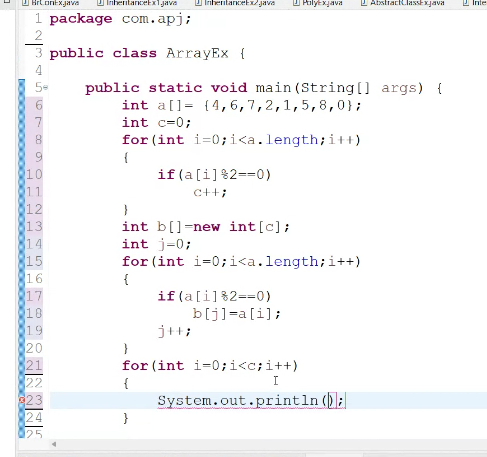 BrConEx.java InheritanceEx1.java InheritanceEx2.java PolyEx.java AbstractClassEx.java Inte
1 package com.apj;
2
3 public class ArrayEx {
4
5 public static void main(String[] args) {
6 int a[]= {4,6,7,2,1,5,8,0};
7 int c=0;
8 for(int i=0;i<a.length;i++)
9 {
10 if(a[i]%2==0)
11 c++;
12 }
13 int b[]=new int[c];
14 int j=0;
15 for(int i=0;i<a.length;i++)
16 {
17 if(a[i]%2==0)
18 b[j]=a[i];
19 j++;
20 }
21 for(int i=0;i<c;i++)
22 {
23 System.out.println();
24 }
25